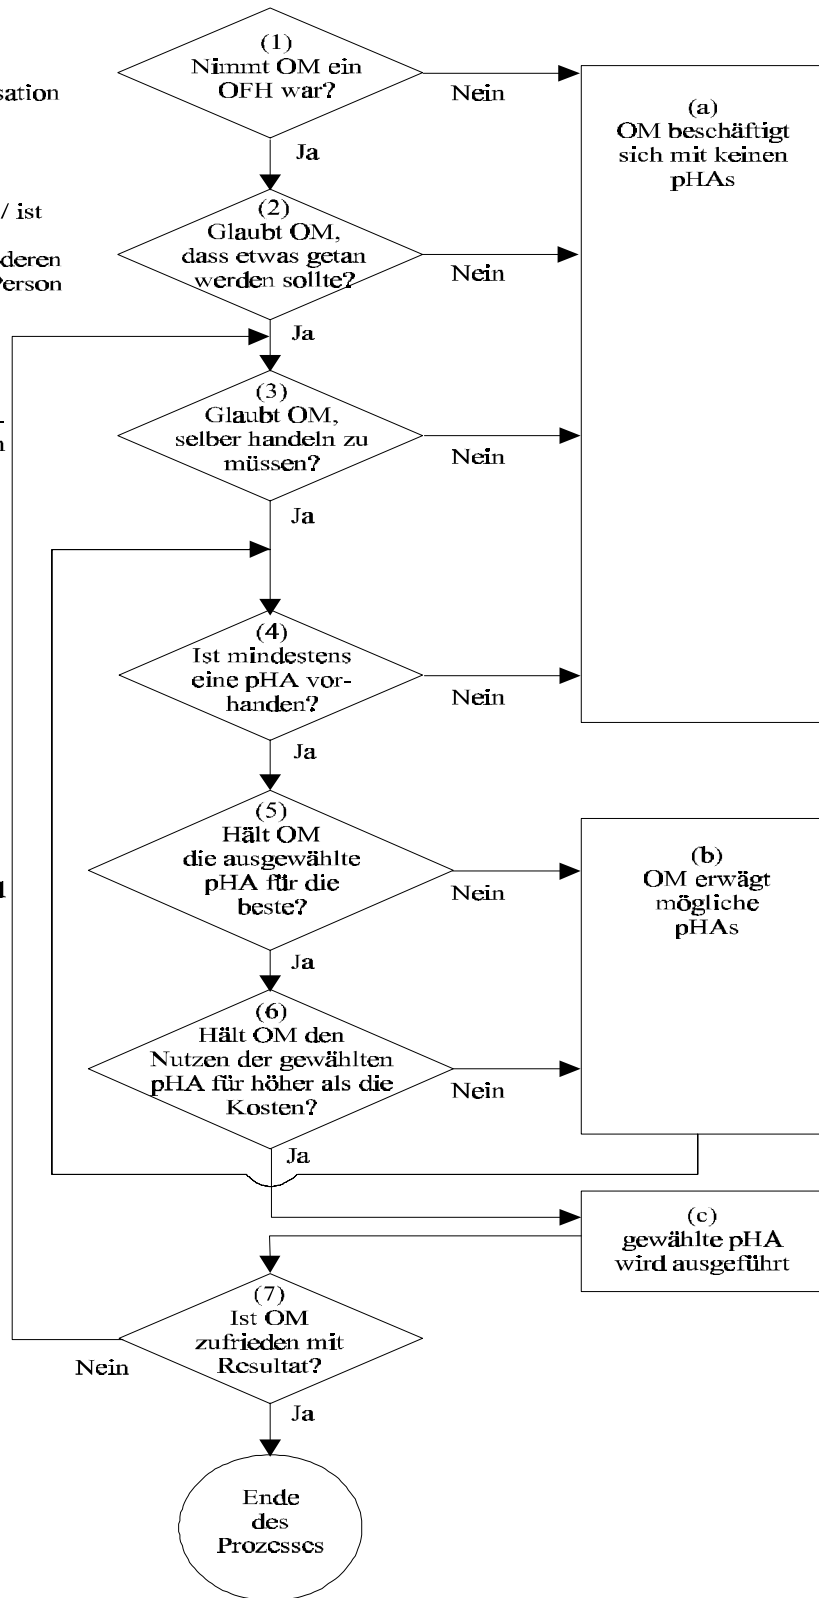 (1)
Nimmt OM ein
OFH war?
Nein
Ja
(a)
OM beschäftigt
sich mit keinen
pHAs
sation
/ ist
deren
Person
(2)
Glaubt OM,
dass etwas getan
werden sollte?
Nein
Ja
(3)
Glaubt OM,
selber handeln zu
müssen?
Nein
Ja
(4)
Ist mindestens
eine pHA vor-
handen?
Nein
Ja
(5)
Hält OM
die ausgewählte
pHA für die
beste?
Nein
Ja
(b)
OM erwägt
mögliche
pHAs
(6)
Hält OM den
Nutzen der gewählten
pHA für höher als die
Kosten?
Nein
Ja
(c)
gewählte pHA
wird ausgeführt
(7)
Ist OM
zufrieden mit
Resultat?
Nein
Ja
Ende
des
Prozesses